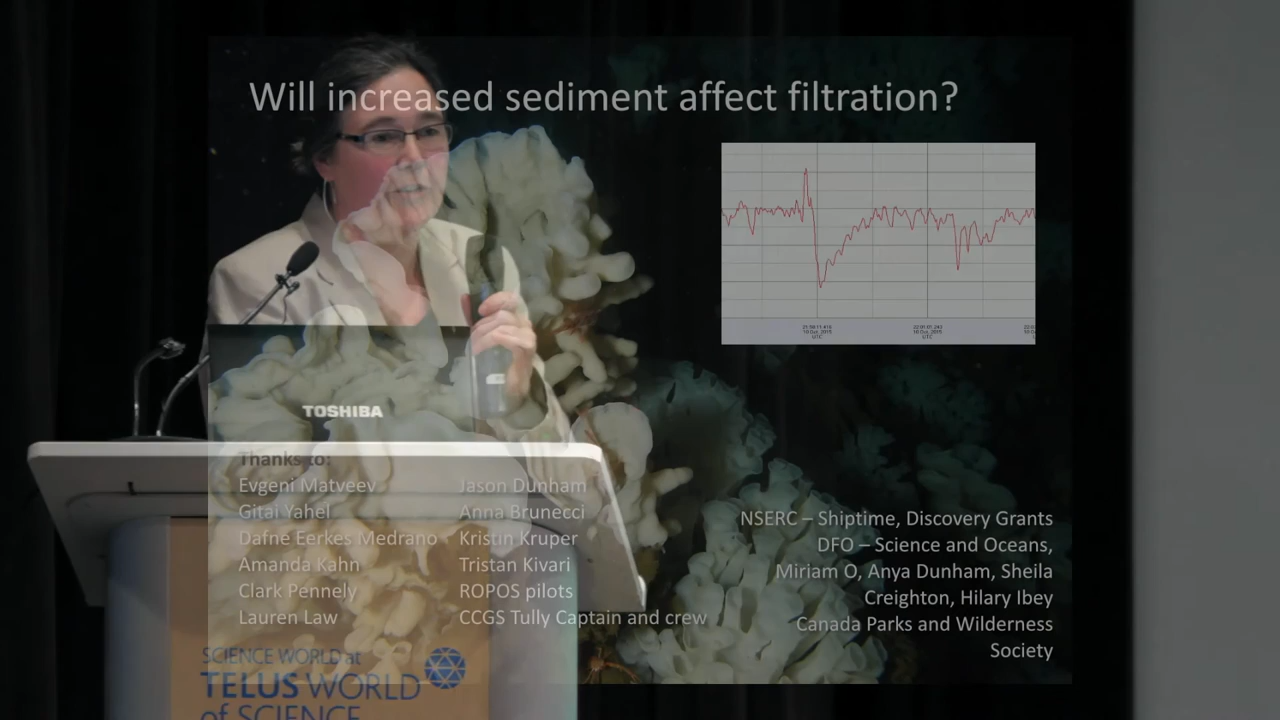 Will increased sediment affect filtration?
TOSHIBA
Thanks to:
Evgeni Matveev
Gitai Yahel
Dafne Eerkes Medrano
Amanda Kahn
Clark Pennely
Lauren Law
Jason Dunham
Anna Brunecci
Kristin Kruper
Tristan Kivari
ROPOS pilots
CCGS Tully Captain and crew
NSERC – Shiptime, Discovery Grants
DFO – Science and Oceans,
Miriam O, Anya Dunham, Sheila
Creighton, Hilary Ibey
Canada Parks and Wilderness
Society
SCIENCE WORLD at
TELUS WORLD
of SCIENCE